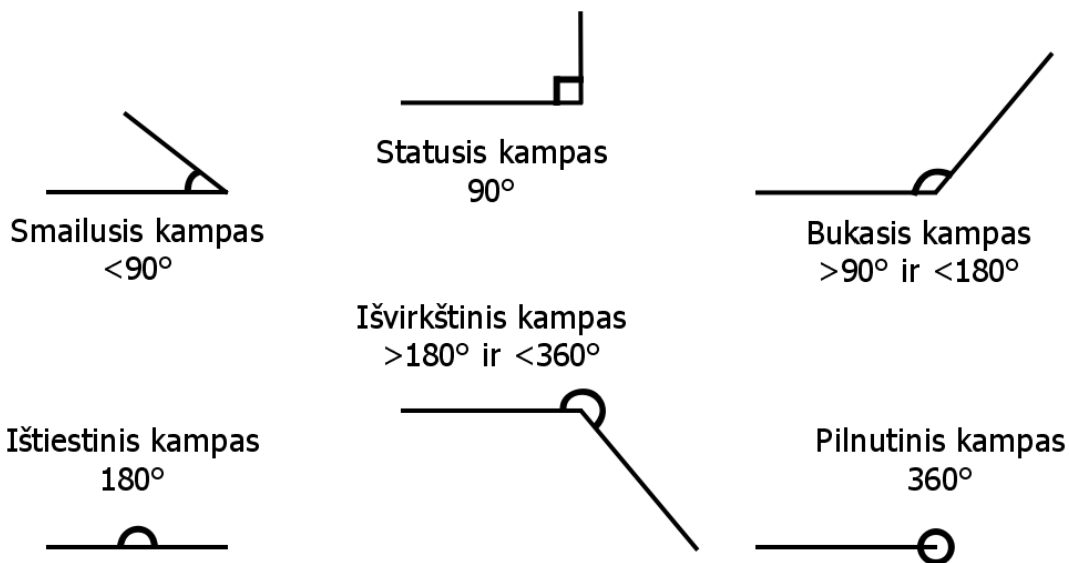 Statusis kampas
90°
Smailusis kampas
<90°
Bukasis kampas
>90° ir <180°
Išvirkštinis kampas
>180° ir <360°
Ištiestinis kampas
180°
Pilnutinis kampas
360°